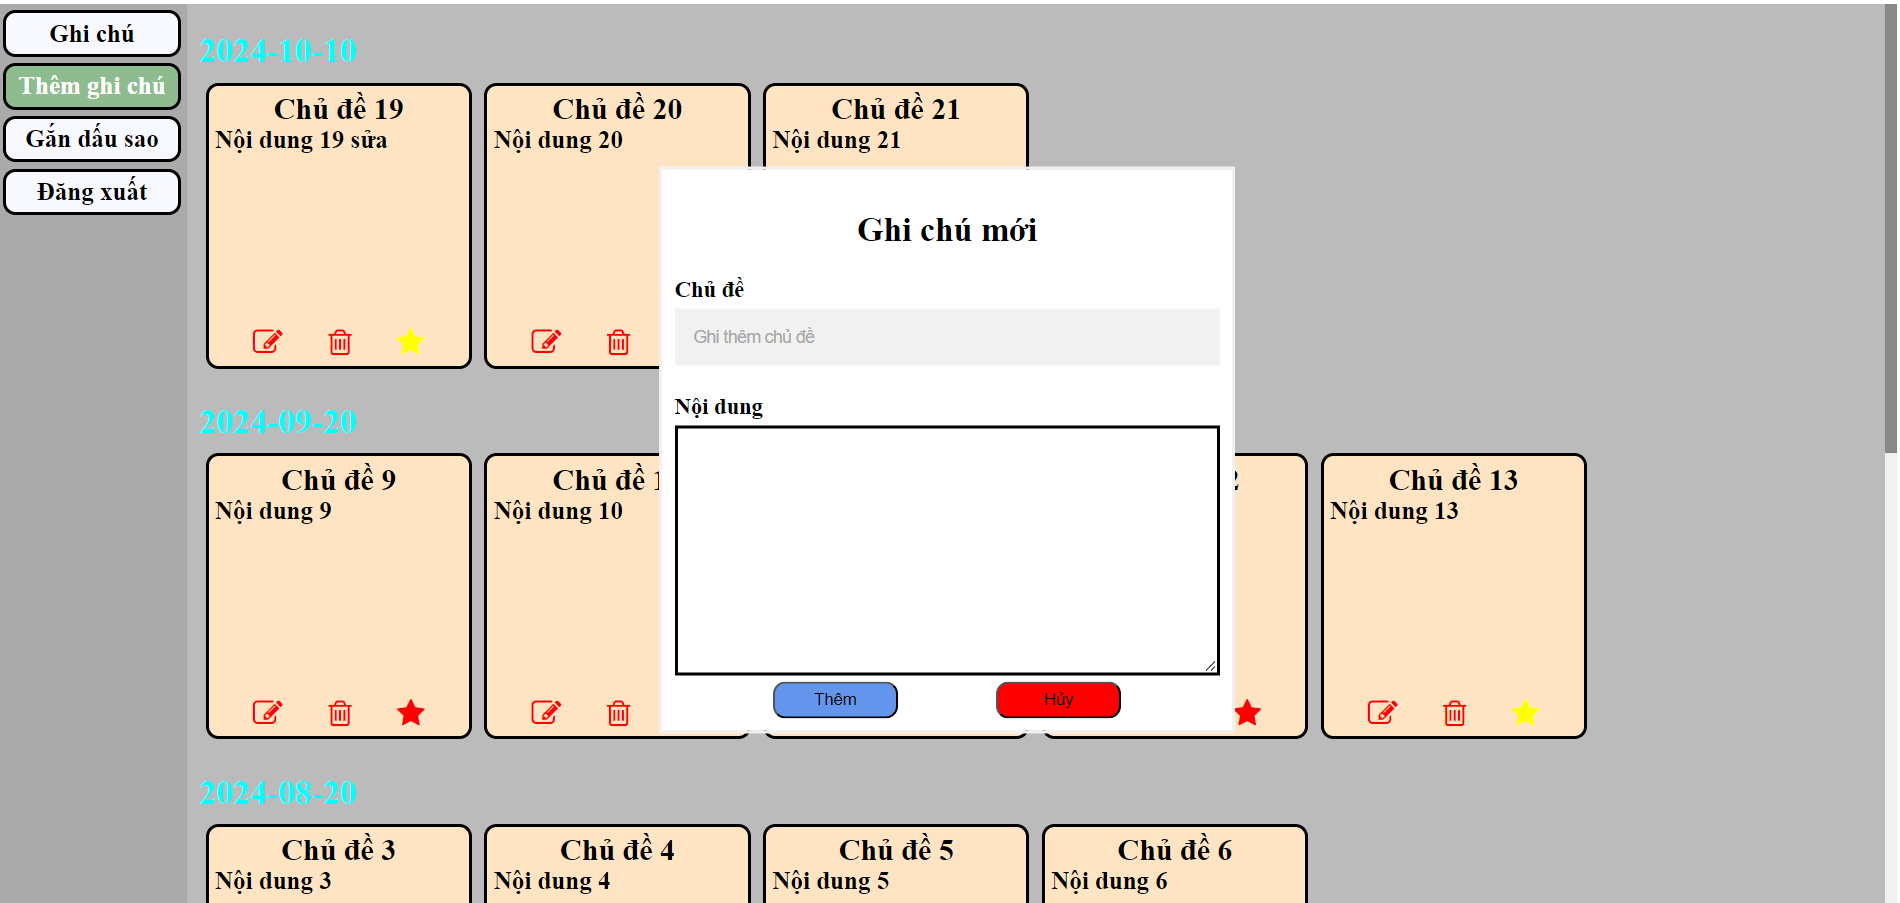 Ghi chú
Thêm ghi chú
Gắn dấu sao
Đăng xuất
2024-10-10
Chủ đề 19
Nội dung 19 sửa
Chủ đề 20
Nội dung 20
Chủ đề 21
Nội dung 21
Ghi chú mới
Chủ đề
Ghi thêm chủ đề
Nội dung
Thêm
Hủy
2024-09-20
Chủ đề 9
Nội dung 9
Chủ đề
Nội dung 10
Chủ đề 13
Nội dung 13
2024-08-20
Chủ đề 3
Nội dung 3
Chủ đề 4
Nội dung 4
Chủ đề 5
Nội dung 5
Chủ đề 6
Nội dung 6